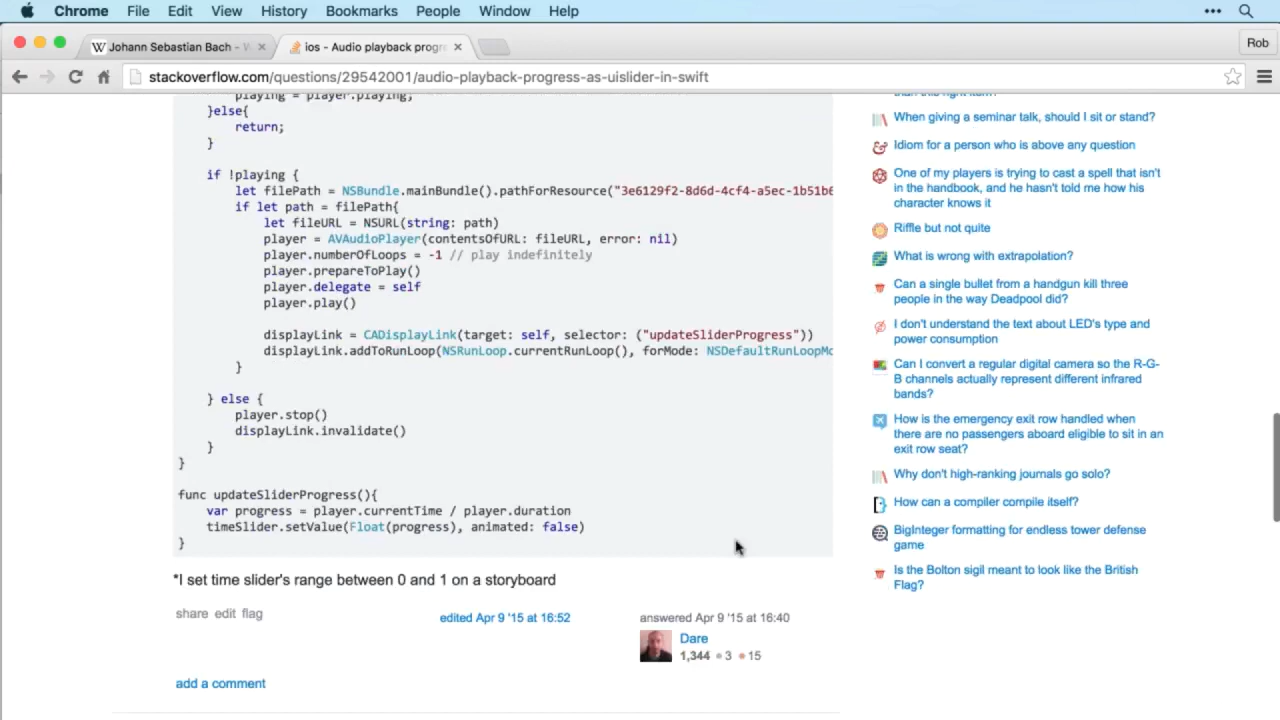 Chrome File Edit View History Bookmarks People Window Help
Johann Sebastian Bach -
ios - Audio playback progre
Rob
stackoverflow.com/questions/29542001/audio-playback-progress-as-uislider-in-swift
playing = player.playing;
}else{
return;
}
if !playing {
let filePath = NSBundle.mainBundle().pathForResource("3e6129f2-8d6d-4cf4-a5ec-1b51b6
if let path = filePath{
let fileURL = NSURL(string: path)
player = AVAudioPlayer(contentsOfURL: fileURL, error: nil)
player.numberOfLoops = -1 // play indefinitely
player.prepareToPlay()
player.delegate = self
player.play()
displayLink = CADisplayLink(target: self, selector: ("updateSliderProgress"))
displayLink.addToRunLoop(NSRunLoop.currentRunLoop(), forMode: NSDefaultRunLoopMo
}
} else {
player.stop()
displayLink.invalidate()
}
}
func updateSliderProgress(){
var progress = player.currentTime / player.duration
timeSlider.setValue(Float(progress), animated: false)
}
*I set time slider's range between 0 and 1 on a storyboard
share edit flag
edited Apr 9 '15 at 16:52
answered Apr 9 '15 at 16:40
Dare
1,344 3 15
add a comment
than this right item?
When giving a seminar talk, should I sit or stand?
Idiom for a person who is above any question
One of my players is trying to cast a spell that isn't
in the handbook, and he hasn't told me how his
character knows it
Riffle but not quite
What is wrong with extrapolation?
Can a single bullet from a handgun kill three
people in the way Deadpool did?
I don't understand the text about LED's type and
power consumption
Can I convert a regular digital camera so the R-G-
B channels actually represent different infrared
bands?
How is the emergency exit row handled when
there are no passengers aboard eligible to sit in an
exit row seat?
Why don't high-ranking journals go solo?
How can a compiler compile itself?
BigInteger formatting for endless tower defense
game
Is the Bolton sigil meant to look like the British
Flag?